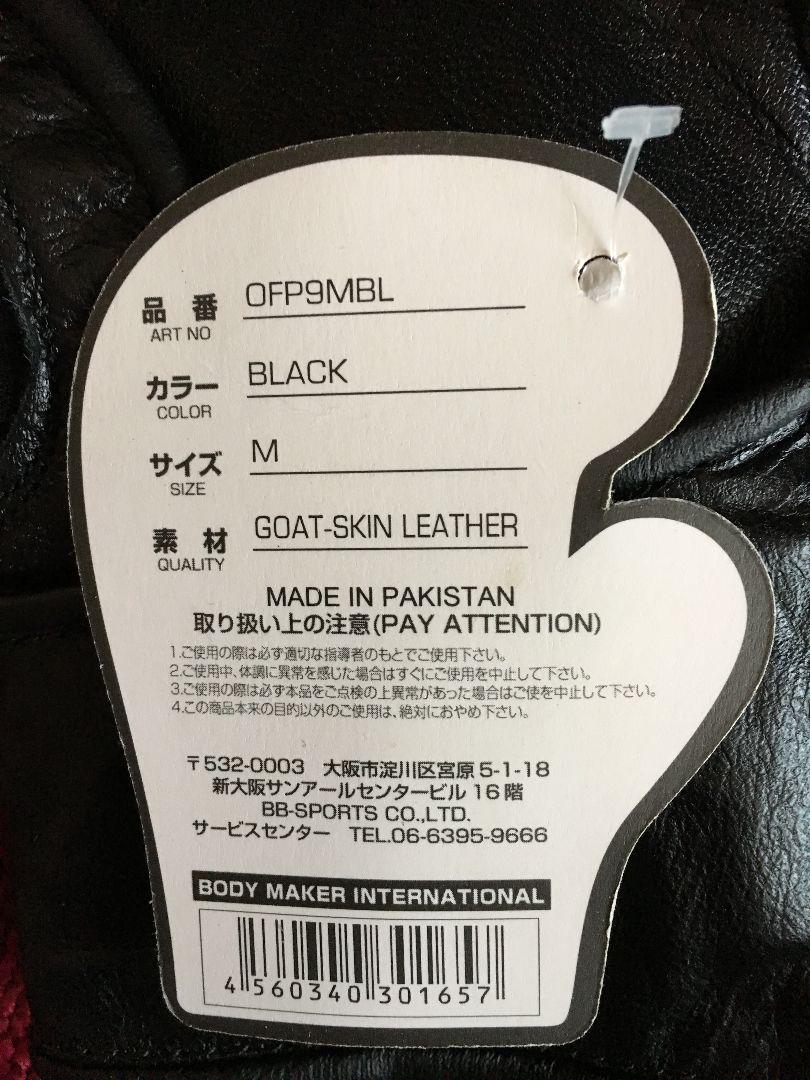 品番 OFP9MBL
ART NO
カラー BLACK
COLOR
サイズ M
SIZE
素材 GOAT-SKIN LEATHER
QUALITY
MADE IN PAKISTAN
取り扱い上の注意(PAY ATTENTION)
1.ご使用の際は必ず適切な指導者のもとでご使用下さい。
2.ご使用中、体調に異常を感じた場合はすぐにご使用を中止して下さい。
3.ご使用の際は必ず本品をご点検の上異常があった場合はご使を中止して下さい。
4.この商品本来の目的以外のご使用は、絶対におやめ下さい。
〒532-0003 大阪市淀川区宮原5-1-18
新大阪サンアールセンタービル16階
BB-SPORTS CO.,LTD.
サービスセンター TEL.06-6395-9666
BODY MAKER INTERNATIONAL
4 560340 301657